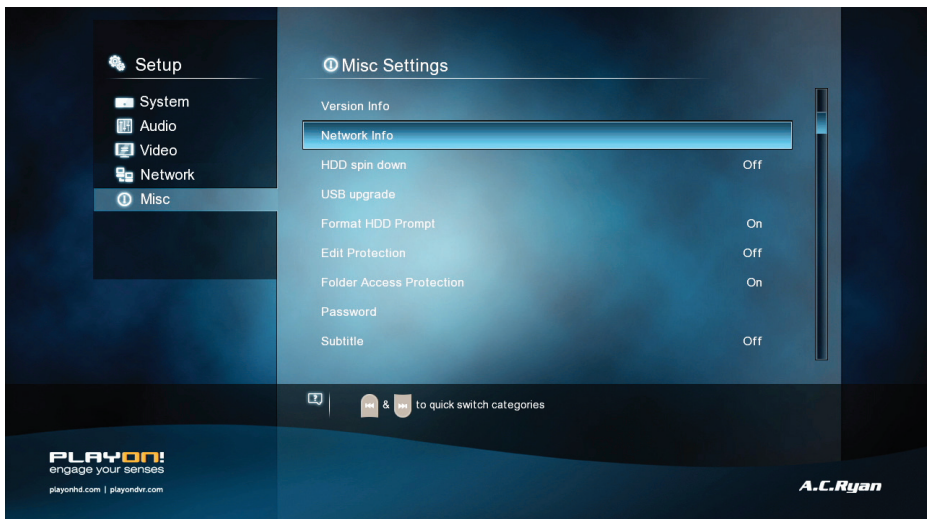 Setup
System
Audio
Video
Network
Misc
Misc Settings
Version Info
Network Info
HDD spin down Off
USB upgrade
Format HDD Prompt On
Edit Protection Off
Folder Access Protection On
Password
Subtitle Off
& to quick switch categories
PLAYON!
engage your senses
playonhd.com | playondvr.com
A.C.Ryan